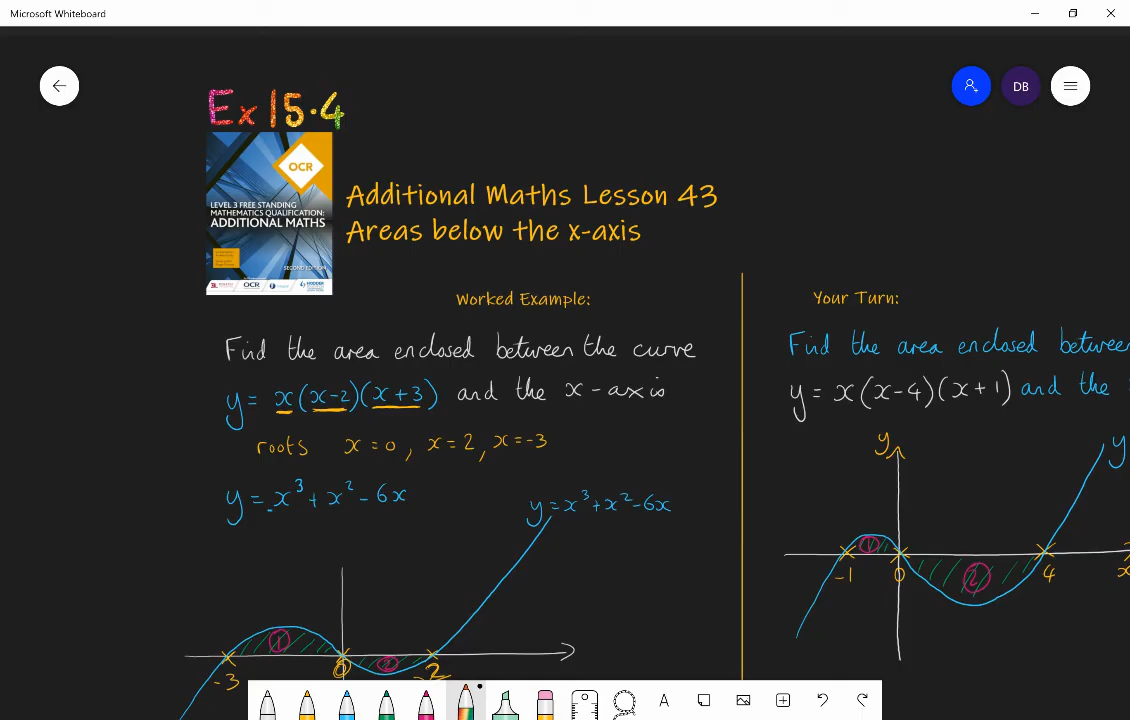 Microsoft Whiteboard
DB
Ex 15.4
OCR
LEVEL 3 FREE STANDING
MATHEMATICS QUALIFICATION:
ADDITIONAL MATHS
SECOND EDITION
OCR
Additional Maths Lesson 43
Areas below the x-axis
Worked Example:
Find the area enclosed between the curve
y = x(x-2)(x+3) and the x-axis
roots x=0, x=2, x=-3
y = x³ + x² - 6x
y = x³ + x² - 6x
1
2
-3
0
2
Your Turn:
Find the area enclosed between
y = x(x-4)(x+1) and the
y
y
1
2
-1
0
4
x
A